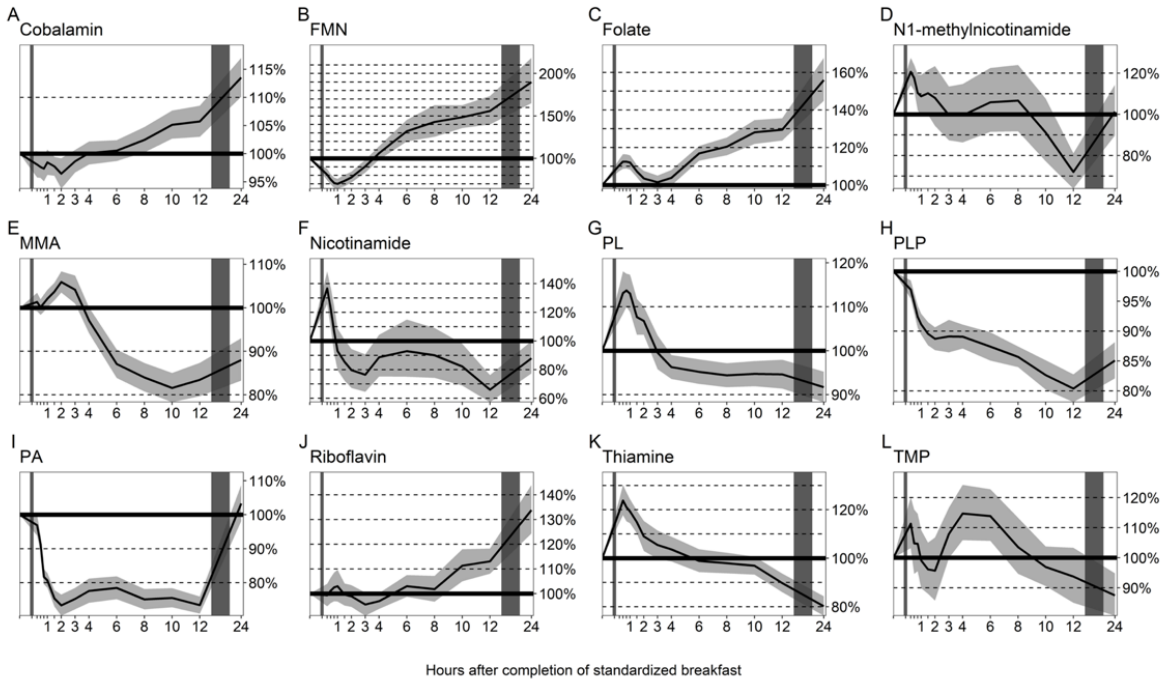 A
Cobalamin
115%
110%
105%
100%
95%
1 2 3 4 6 8 10 12 24
B
FMN
200%
150%
100%
1 2 3 4 6 8 10 12 24
C
Folate
160%
140%
120%
100%
1 2 3 4 6 8 10 12 24
D
N1-methylnicotinamide
120%
100%
80%
1 2 3 4 6 8 10 12 24
E
MMA
110%
100%
90%
80%
1 2 3 4 6 8 10 12 24
F
Nicotinamide
140%
120%
100%
80%
60%
1 2 3 4 6 8 10 12 24
G
PL
120%
110%
100%
90%
1 2 3 4 6 8 10 12 24
H
PLP
100%
95%
90%
85%
80%
1 2 3 4 6 8 10 12 24
I
PA
110%
100%
90%
80%
1 2 3 4 6 8 10 12 24
J
Riboflavin
140%
130%
120%
110%
100%
1 2 3 4 6 8 10 12 24
K
Thiamine
120%
100%
80%
1 2 3 4 6 8 10 12 24
L
TMP
120%
110%
100%
90%
1 2 3 4 6 8 10 12 24
Hours after completion of standardized breakfast